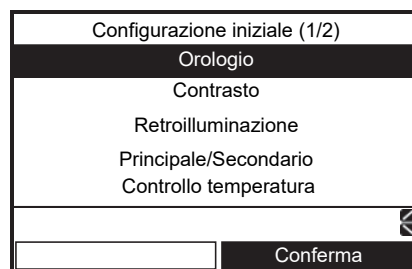 Configurazione iniziale (1/2)
Orologio
Contrasto
Retroilluminazione
Principale/Secondario
Controllo temperatura
Conferma